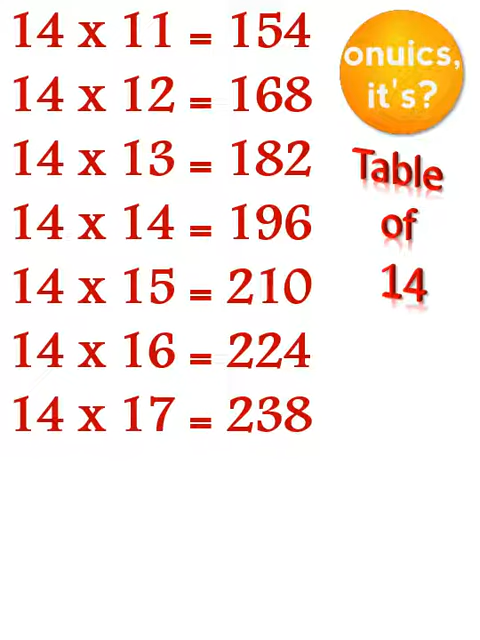 14 x 11 = 154
14 x 12 = 168
14 x 13 = 182
14 x 14 = 196
14 x 15 = 210
14 x 16 = 224
14 x 17 = 238
onuics,
it's?
Table
of
14